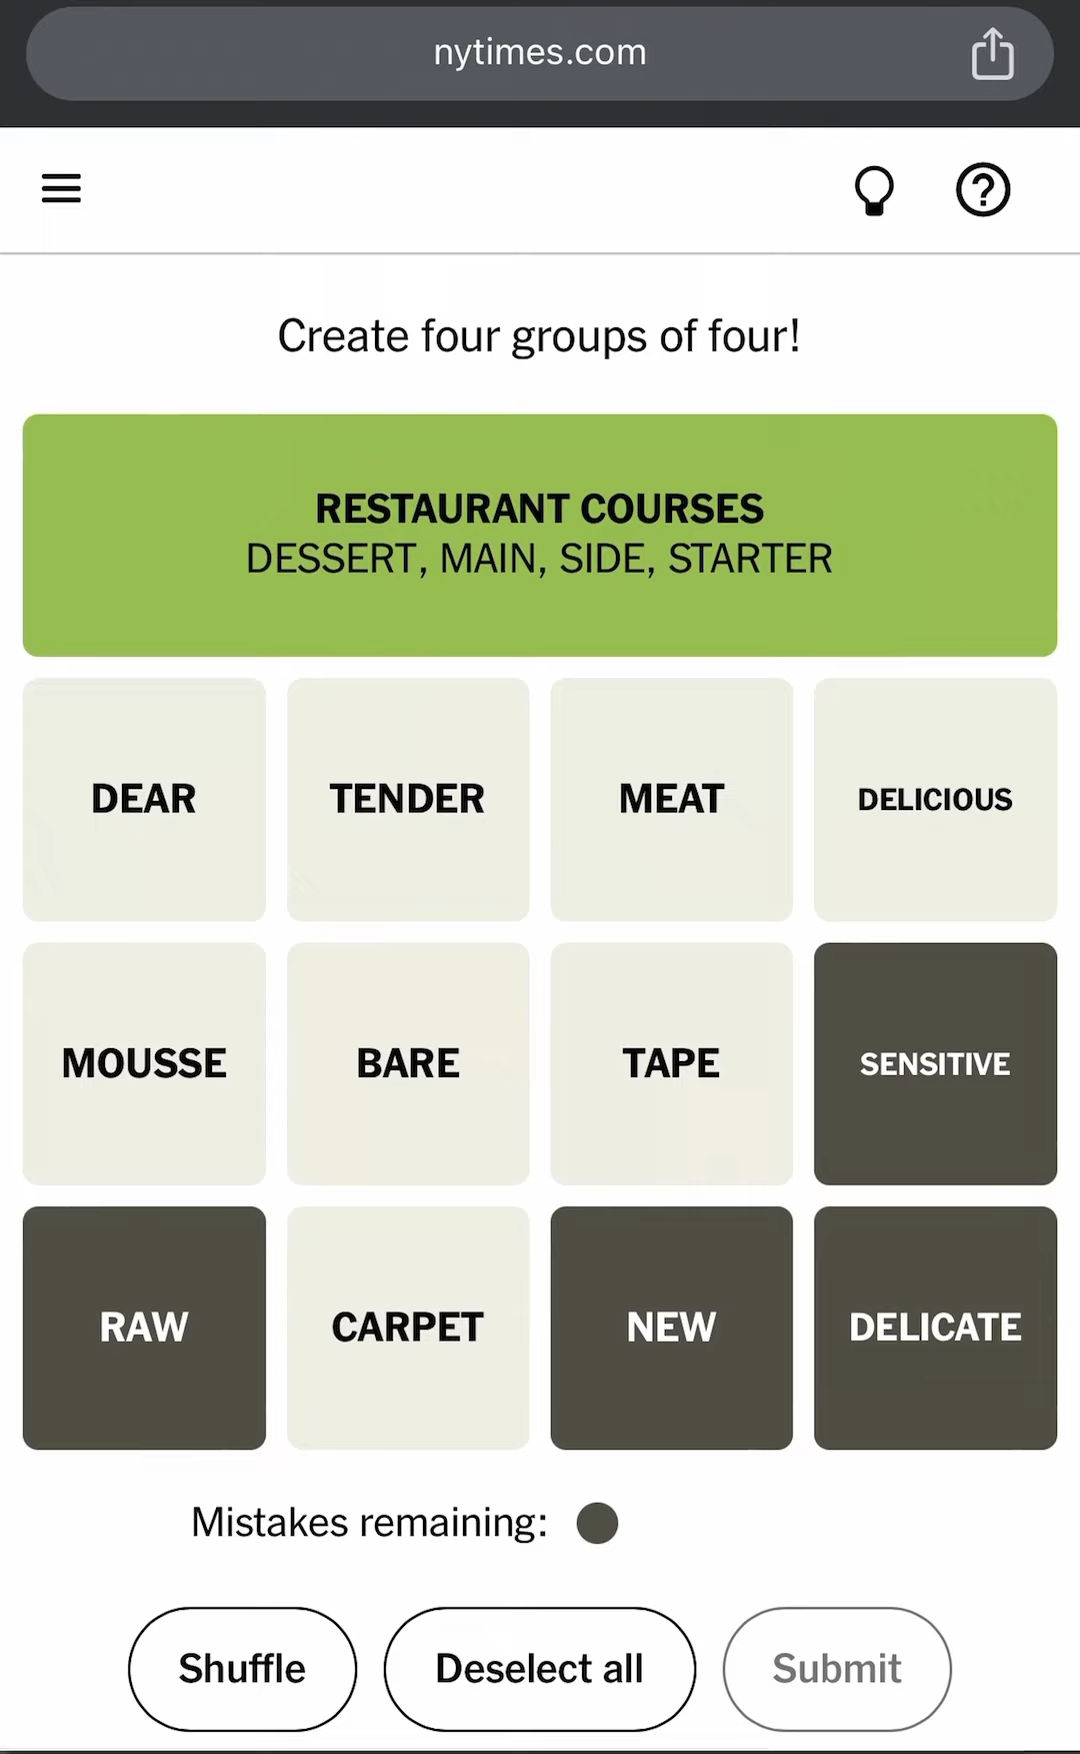 nytimes.com
Create four groups of four!
RESTAURANT COURSES
DESSERT, MAIN, SIDE, STARTER
DEAR TENDER MEAT DELICIOUS
MOUSSE BARE TAPE SENSITIVE
RAW CARPET NEW DELICATE
Mistakes remaining:
Shuffle Deselect all Submit